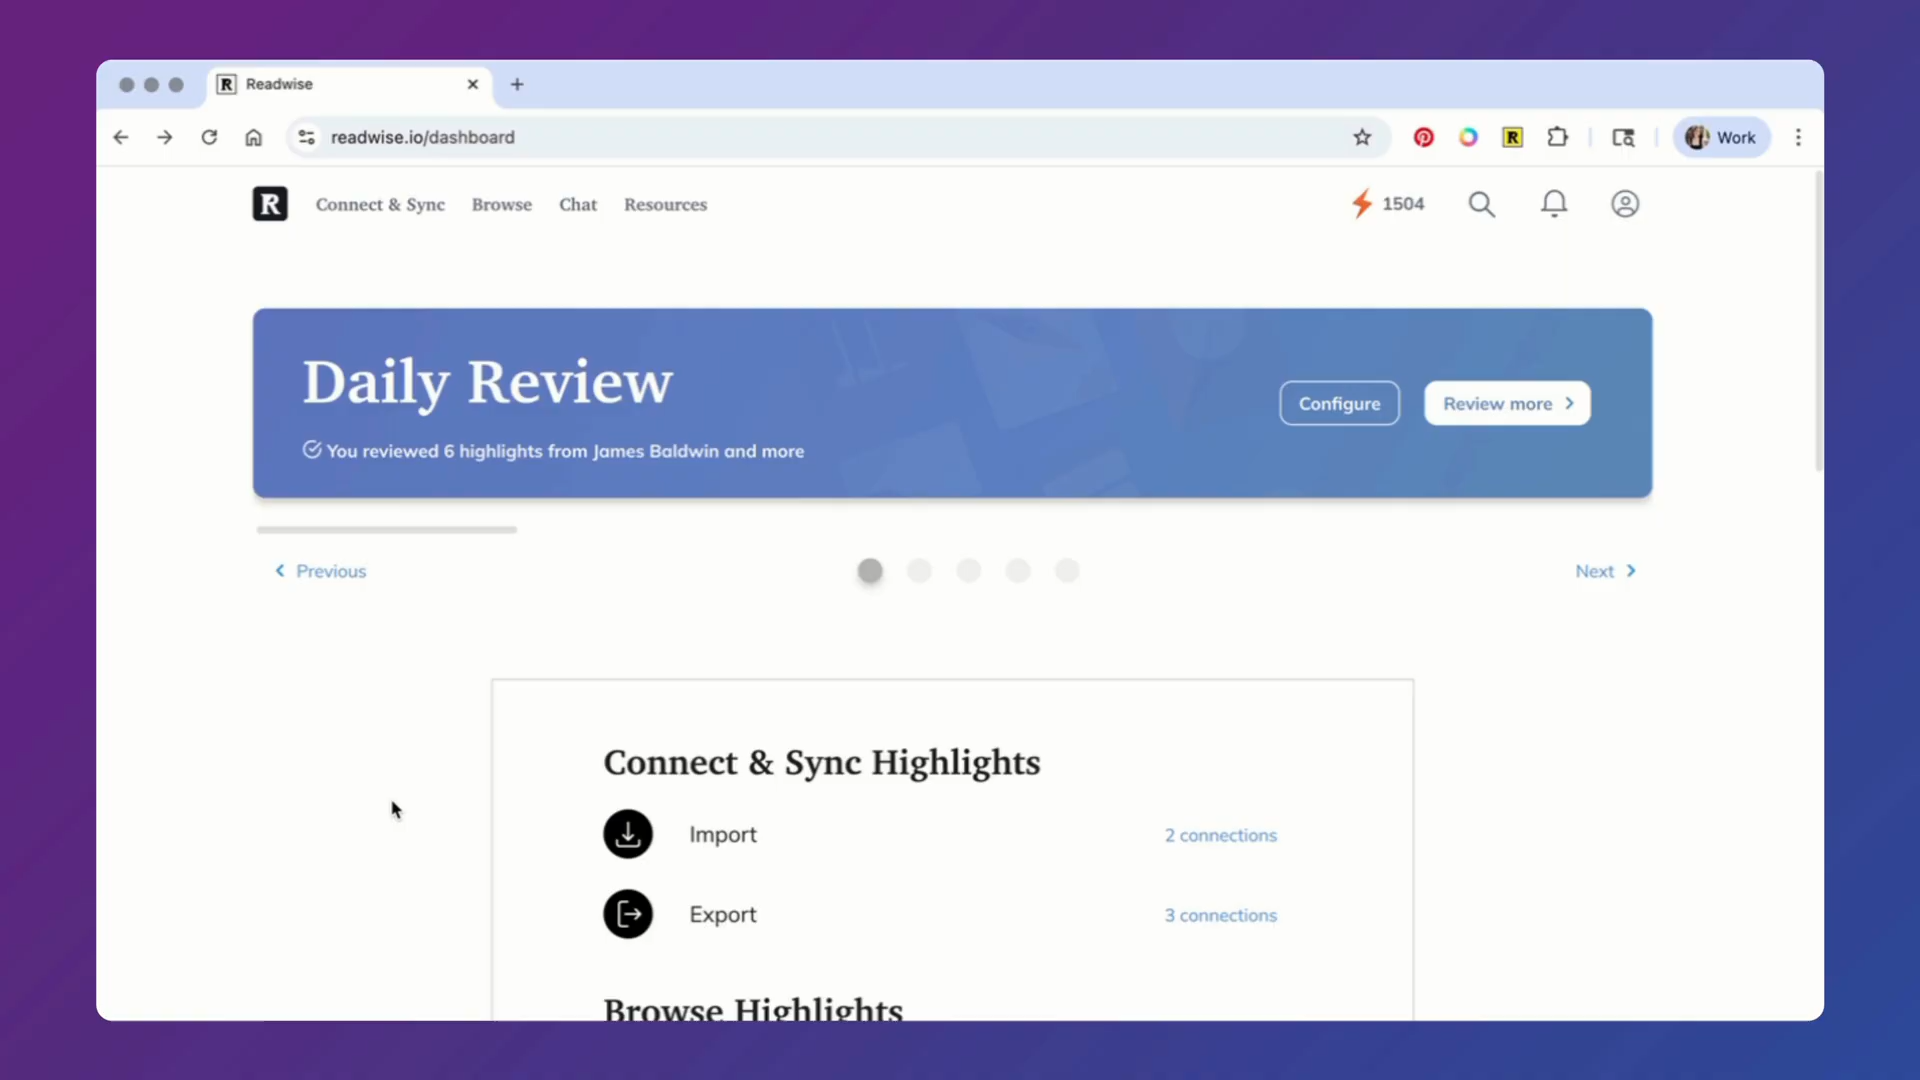 R Readwise
readwise.io/dashboard
R
Work
R Connect & Sync Browse Chat Resources
1504
Daily Review
You reviewed 6 highlights from James Baldwin and more
Configure
Review more
Previous
Next
Connect & Sync Highlights
Import
2 connections
Export
3 connections
Browse Highlights